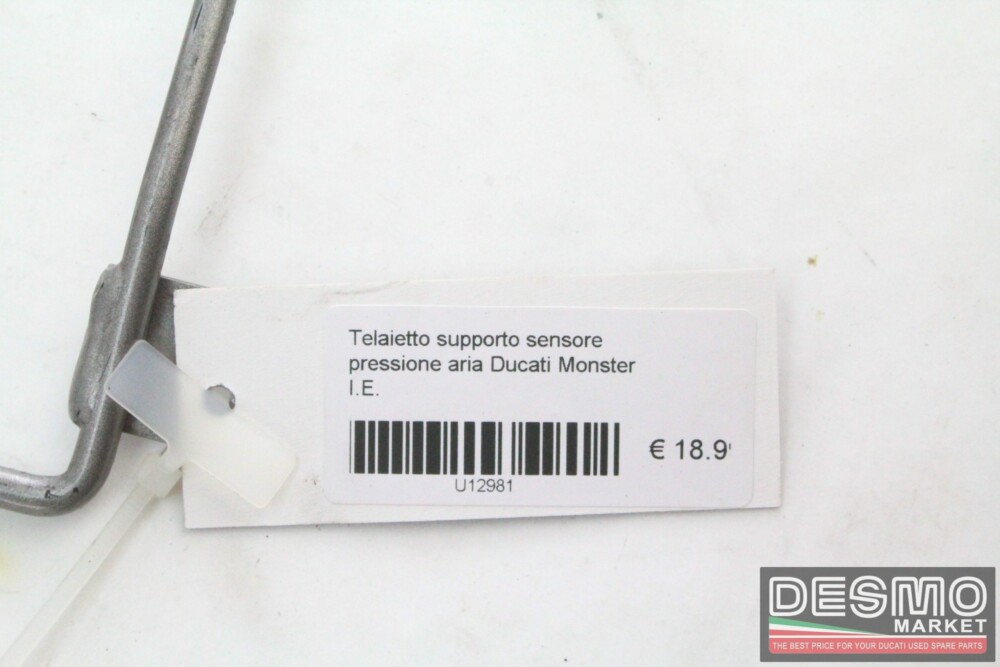 Telaietto supporto sensore
pressione aria Ducati Monster
I.E.
€ 18.9
U12981
DESMO
MARKET
THE BEST PRICE FOR YOUR DUCATI USED SPARE PARTS